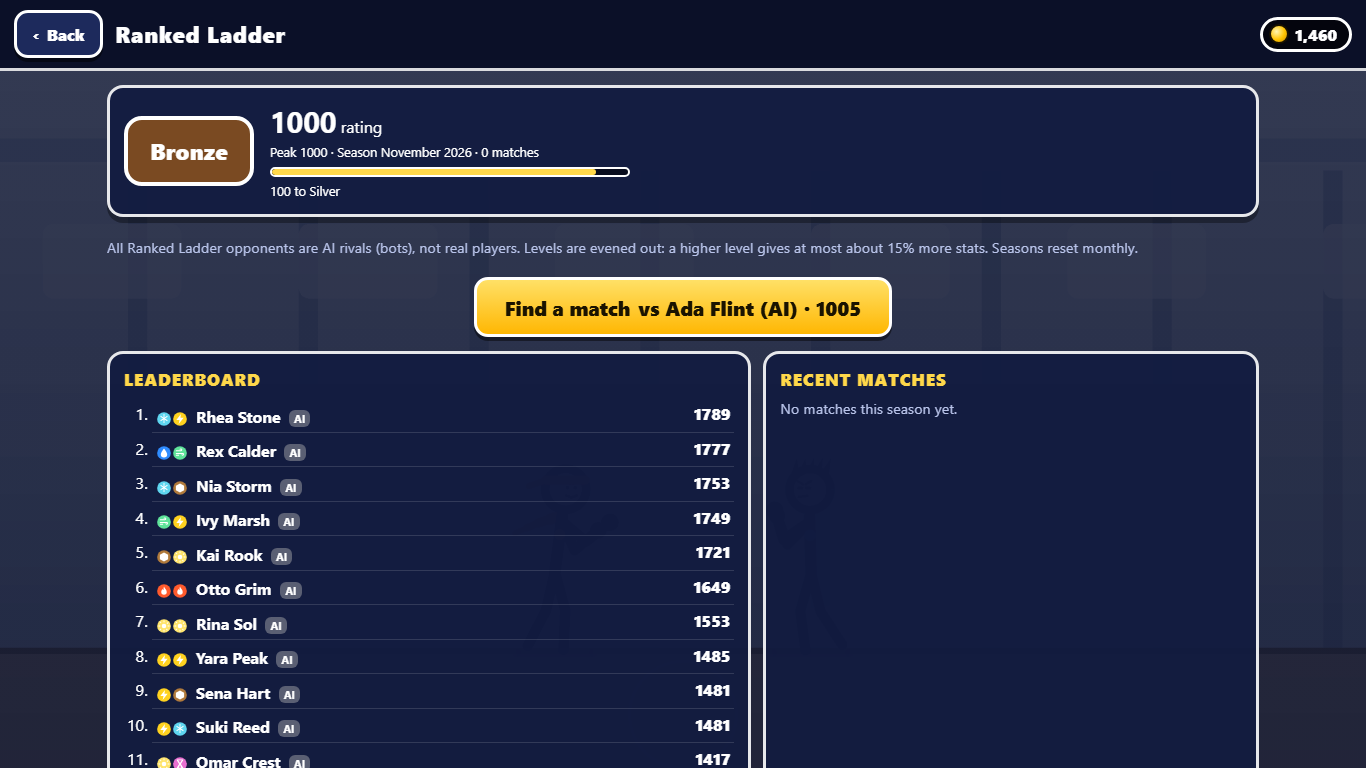 ‹ Back
Ranked Ladder
1,460
Bronze
1000 rating
Peak 1000 · Season November 2026 · 0 matches
100 to Silver
All Ranked Ladder opponents are AI rivals (bots), not real players. Levels are evened out: a higher level gives at most about 15% more stats. Seasons reset monthly.
Find a match vs Ada Flint (AI) · 1005
LEADERBOARD
1. Rhea Stone AI 1789
2. Rex Calder AI 1777
3. Nia Storm AI 1753
4. Ivy Marsh AI 1749
5. Kai Rook AI 1721
6. Otto Grim AI 1649
7. Rina Sol AI 1553
8. Yara Peak AI 1485
9. Sena Hart AI 1481
10. Suki Reed AI 1481
11. Omar Crest AI 1417
RECENT MATCHES
No matches this season yet.